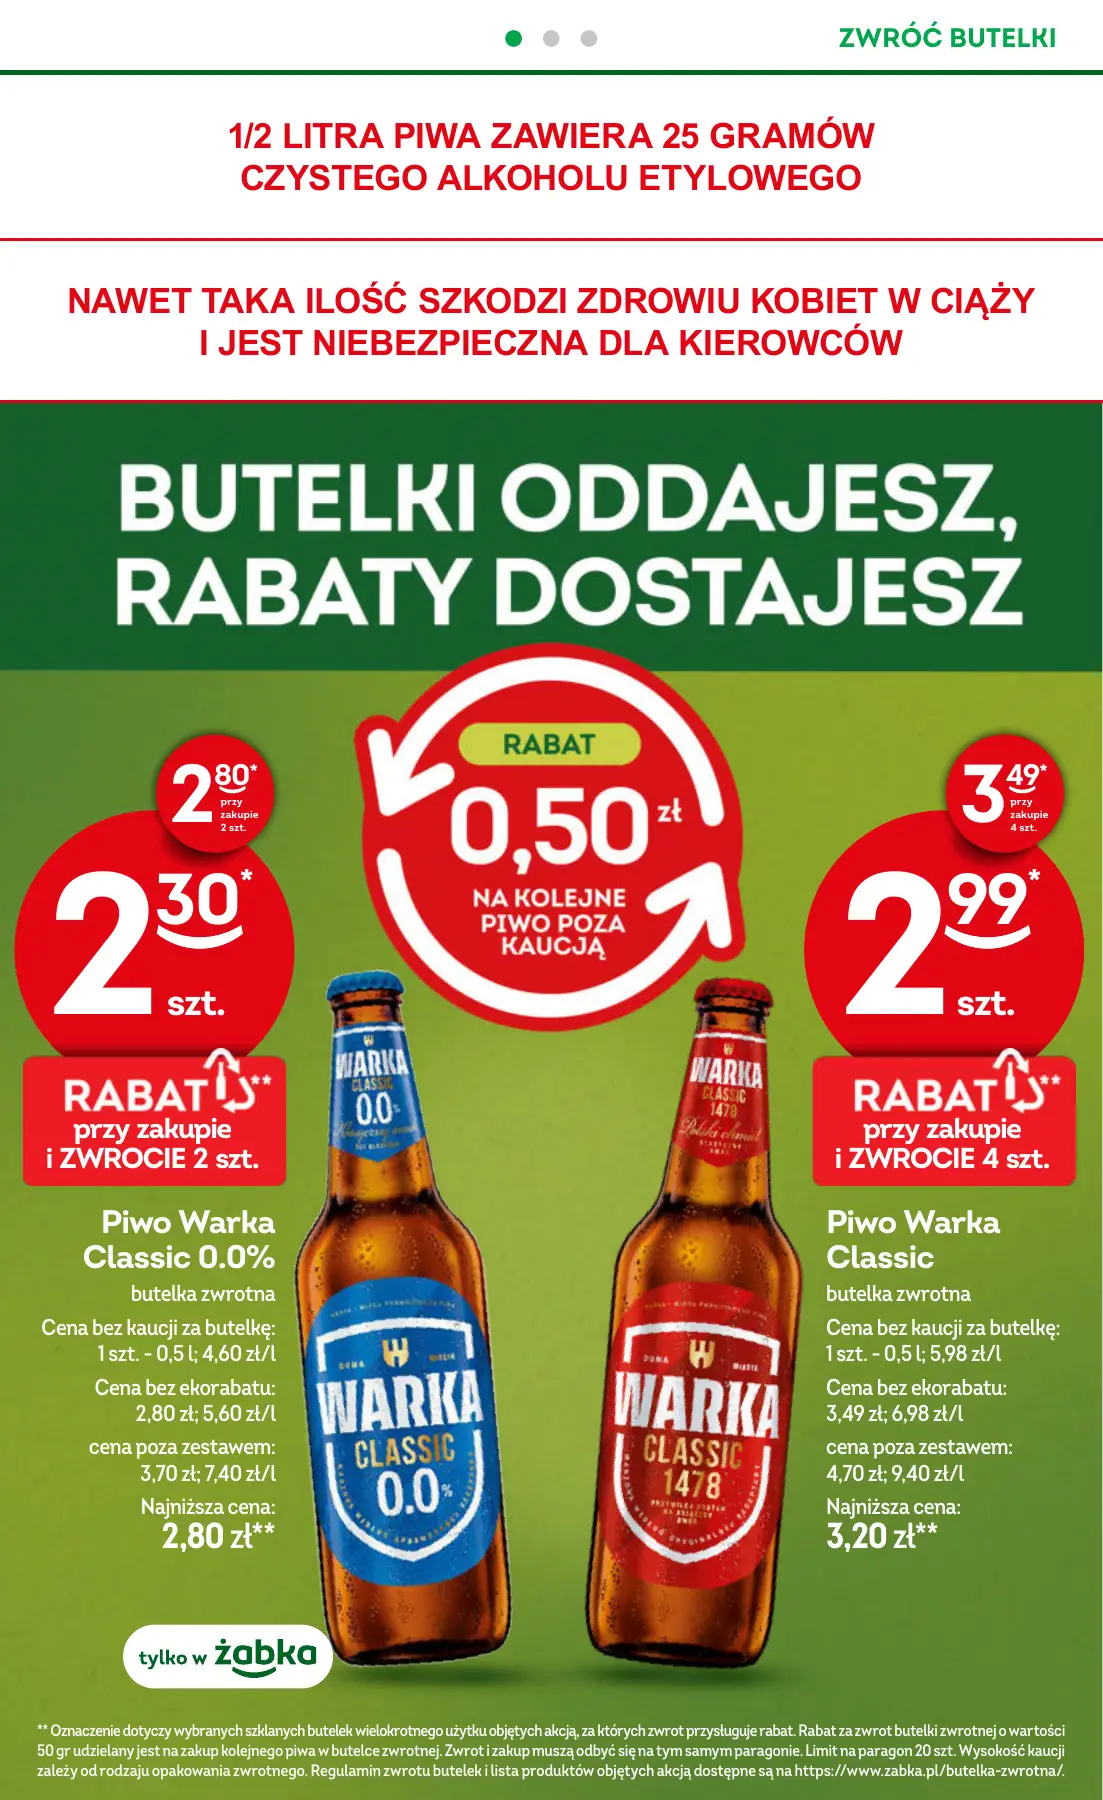 ZWRÓĆ BUTELKI
1/2 LITRA PIWA ZAWIERA 25 GRAMÓW
CZYSTEGO ALKOHOLU ETYLOWEGO
NAWET TAKA ILOŚĆ SZKODZI ZDROWIU KOBIET W CIĄŻY
I JEST NIEBEZPIECZNA DLA KIEROWCÓW
BUTELKI ODDAJESZ,
RABATY DOSTAJESZ
RABAT
0,50 zł
NA KOLEJNE
PIWO POZA
KAUCJĄ
2 80*
przy
zakupie
2 szt.
2 30*
szt.
RABAT**
przy zakupie
i ZWROCIE 2 szt.
Piwo Warka
Classic 0.0%
butelka zwrotna
Cena bez kaucji za butelkę:
1 szt. - 0,5 l; 4,60 zł/l
Cena bez ekorabatu:
2,80 zł; 5,60 zł/l
cena poza zestawem:
3,70 zł; 7,40 zł/l
Najniższa cena:
2,80 zł**
WARKA
CLASSIC
0.0%
WARKA
CLASSIC
0.0%
WARKA
CLASSIC
1478
Polski chmiel
DUMA MIASTA
WARKA
CLASSIC
1478
3 49*
przy
zakupie
4 szt.
2 99*
szt.
RABAT**
przy zakupie
i ZWROCIE 4 szt.
Piwo Warka
Classic
butelka zwrotna
Cena bez kaucji za butelkę:
1 szt. - 0,5 l; 5,98 zł/l
Cena bez ekorabatu:
3,49 zł; 6,98 zł/l
cena poza zestawem:
4,70 zł; 9,40 zł/l
Najniższa cena:
3,20 zł**
tylko w żabka
** Oznaczenie dotyczy wybranych szklanych butelek wielokrotnego użytku objętych akcją, za których zwrot przysługuje rabat. Rabat za zwrot butelki zwrotnej o wartości
50 gr udzielany jest na zakup kolejnego piwa w butelce zwrotnej. Zwrot i zakup muszą odbyć się na tym samym paragonie. Limit na paragon 20 szt. Wysokość kaucji
zależy od rodzaju opakowania zwrotnego. Regulamin zwrotu butelek i lista produktów objętych akcją dostępne są na https://www.zabka.pl/butelka-zwrotna/.